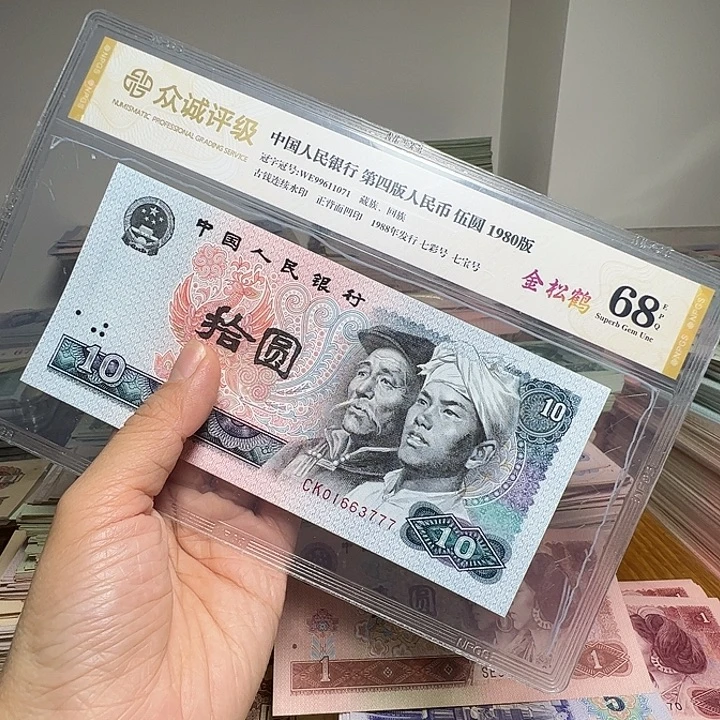 众诚评级
NUMISMATIC PROFESSIONAL GRADING SERVICE
中国人民银行 第四版人民币 伍圆 1980版
冠字冠号:WE99611071 藏族、回族
古钱连续水印 正背面凹印 1988年发行 七彩号 七宝号
金松鹤
68
EPQ
Superb Gem Unc
中国人民银行
拾圆
10
10
CK01663777
10
1
1
5